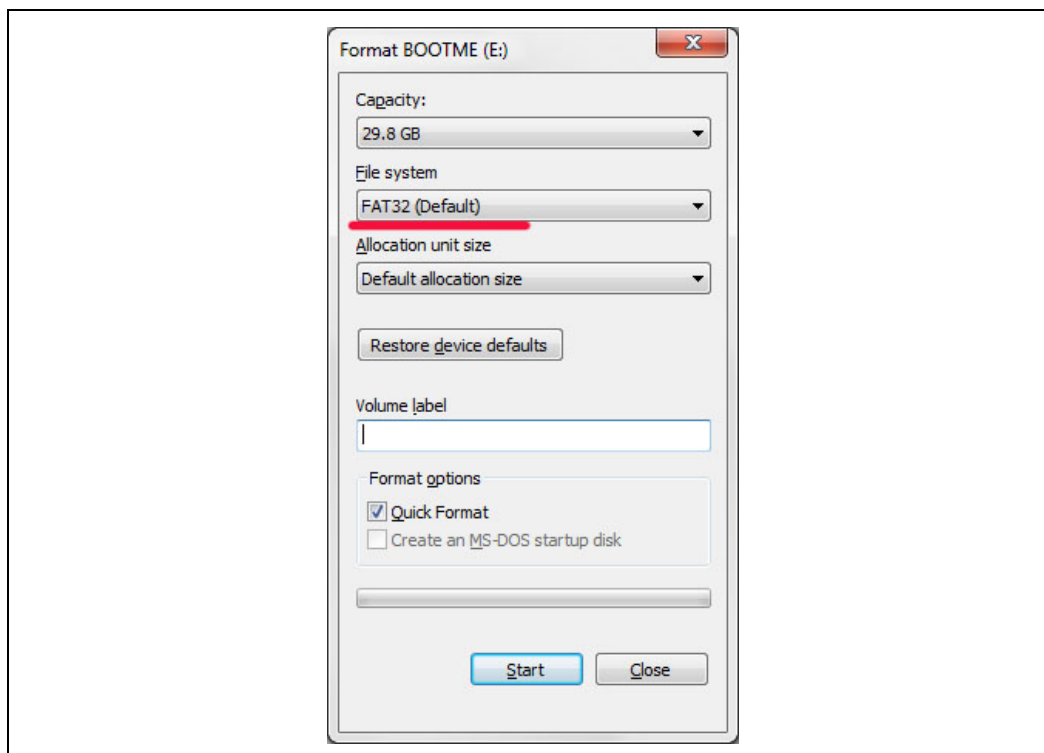 Format BOOTME (E:)
Capacity:
29.8 GB
File system
FAT32 (Default)
Allocation unit size
Default allocation size
Restore device defaults
Volume label
Format options
Quick Format
Create an MS-DOS startup disk
Start Close